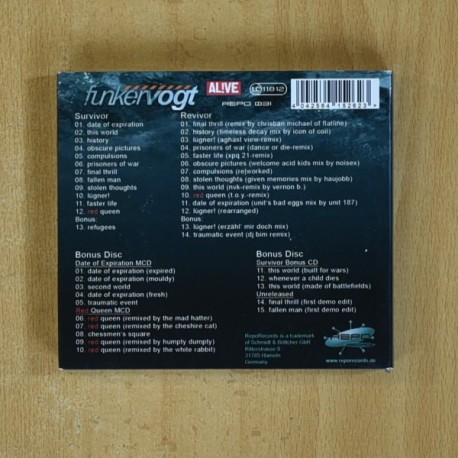 funkervogt
AL!VE
LC 11812
REPO 031
Survivor
01. date of expiration
02. this world
03. history
04. obscure pictures
05. compulsions
06. prisoners of war
07. final thrill
08. fallen man
09. stolen thoughts
10. lügner!
11. faster life
12. red queen
Bonus:
13. refugees
Revivor
01. final thrill (remix by christian michael of flatline)
02. history (timeless decay mix by icon of coil)
03. lügner! (aghast view-remix)
04. prisoners of war (dance or die-remix)
05. faster life (xpq 21-remix)
06. obscure pictures (welcome acid kids mix by noisex)
07. compulsions (re|worked)
08. stolen thoughts (given memories mix by haujobb)
09. this world (nvk-remix by vernon b.)
10. red queen (t.o.y.-remix)
11. date of expiration (unit's bad eggs mix by unit 187)
12. lügner! (rearranged)
Bonus:
13. lügner! (erzähl' mir doch mix)
14. traumatic event (dj bim remix)
Bonus Disc
Date of Expiration MCD
01. date of expiration (expired)
02. date of expiration (mouldy)
03. second world
04. date of expiration (fresh)
05. traumatic event
Red Queen MCD
06. red queen (remixed by the mad hatter)
07. red queen (remixed by the cheshire cat)
08. chessmen's square
09. red queen (remixed by humpty dumpty)
10. red queen (remixed by the white rabbit)
Bonus Disc
Survivor Bonus CD
11. this world (built for wars)
12. whenever a child dies
13. this world (made of battlefields)
Unreleased
14. final thrill (first demo edit)
15. fallen man (first demo edit)
RepoRecords is a trademark
of Schmidt & Böttcher GbR
Ritterstrasse 9
31785 Hameln
Germany
REPO
www.reporecords.de